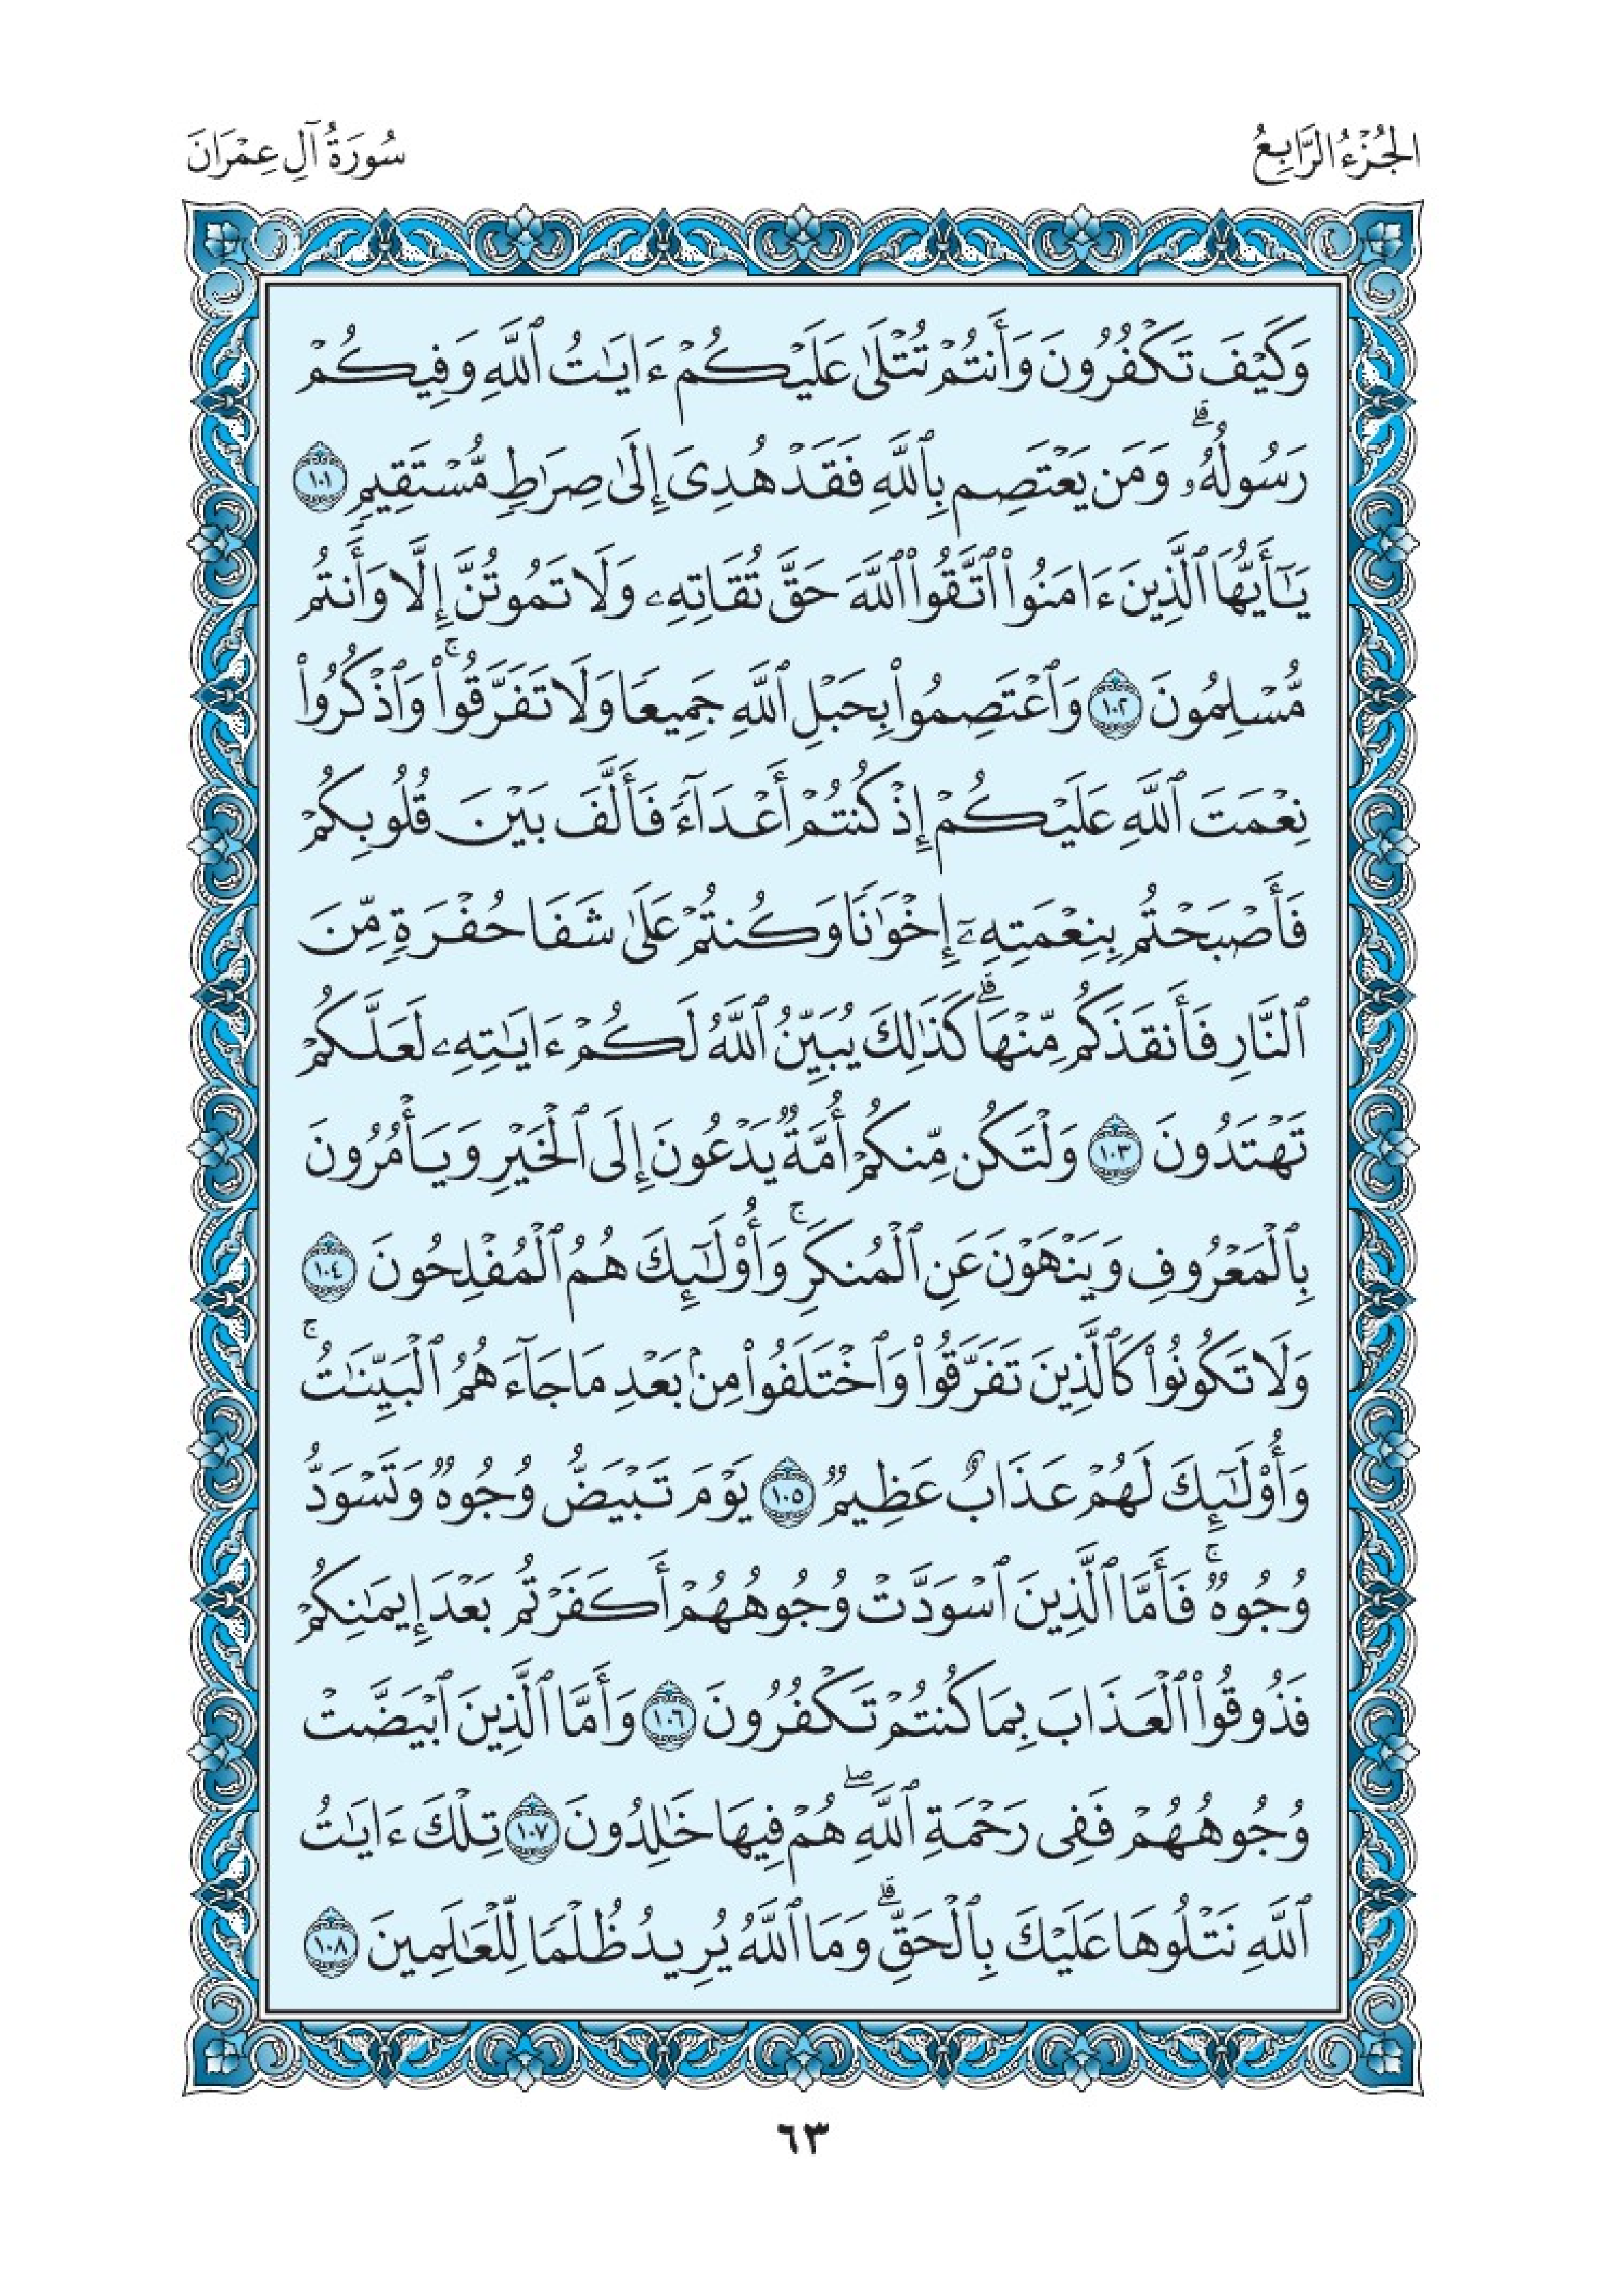 الجُزْءُ الرَّابِعُ
سُورَةُ آلِ عِمْرَانَ
وَكَيْفَ تَكْفُرُونَ وَأَنتُمْ تُتْلَىٰ عَلَيْكُمْ ءَايَـٰتُ ٱللَّهِ وَفِيكُمْ
رَسُولُهُۥ ۗ وَمَن يَعْتَصِم بِٱللَّهِ فَقَدْ هُدِىَ إِلَىٰ صِرَٰطٍ مُّسْتَقِيمٍ ١٠١
يَـٰٓأَيُّهَا ٱلَّذِينَ ءَامَنُوا۟ ٱتَّقُوا۟ ٱللَّهَ حَقَّ تُقَاتِهِۦ وَلَا تَمُوتُنَّ إِلَّا وَأَنتُم
مُّسْلِمُونَ ١٠٢ وَٱعْتَصِمُوا۟ بِحَبْلِ ٱللَّهِ جَمِيعًا وَلَا تَفَرَّقُوا۟ ۚ وَٱذْكُرُوا۟
نِعْمَتَ ٱللَّهِ عَلَيْكُمْ إِذْ كُنتُمْ أَعْدَآءً فَأَلَّفَ بَيْنَ قُلُوبِكُمْ
فَأَصْبَحْتُم بِنِعْمَتِهِۦٓ إِخْوَٰنًا وَكُنتُمْ عَلَىٰ شَفَا حُفْرَةٍ مِّنَ
ٱلنَّارِ فَأَنقَذَكُم مِّنْهَا ۗ كَذَٰلِكَ يُبَيِّنُ ٱللَّهُ لَكُمْ ءَايَـٰتِهِۦ لَعَلَّكُمْ
تَهْتَدُونَ ١٠٣ وَلْتَكُن مِّنكُمْ أُمَّةٌ يَدْعُونَ إِلَى ٱلْخَيْرِ وَيَأْمُرُونَ
بِٱلْمَعْرُوفِ وَيَنْهَوْنَ عَنِ ٱلْمُنكَرِ ۚ وَأُو۟لَـٰٓئِكَ هُمُ ٱلْمُفْلِحُونَ ١٠٤
وَلَا تَكُونُوا۟ كَٱلَّذِينَ تَفَرَّقُوا۟ وَٱخْتَلَفُوا۟ مِنۢ بَعْدِ مَا جَآءَهُمُ ٱلْبَيِّنَـٰتُ ۚ
وَأُو۟لَـٰٓئِكَ لَهُمْ عَذَابٌ عَظِيمٌ ١٠٥ يَوْمَ تَبْيَضُّ وُجُوهٌ وَتَسْوَدُّ
وُجُوهٌ ۚ فَأَمَّا ٱلَّذِينَ ٱسْوَدَّتْ وُجُوهُهُمْ أَكَفَرْتُم بَعْدَ إِيمَـٰنِكُمْ
فَذُوقُوا۟ ٱلْعَذَابَ بِمَا كُنتُمْ تَكْفُرُونَ ١٠٦ وَأَمَّا ٱلَّذِينَ ٱبْيَضَّتْ
وُجُوهُهُمْ فَفِى رَحْمَةِ ٱللَّهِ ۖ هُمْ فِيهَا خَـٰلِدُونَ ١٠٧ تِلْكَ ءَايَـٰتُ
ٱللَّهِ نَتْلُوهَا عَلَيْكَ بِٱلْحَقِّ ۗ وَمَا ٱللَّهُ يُرِيدُ ظُلْمًا لِّلْعَـٰلَمِينَ ١٠٨
٦٣